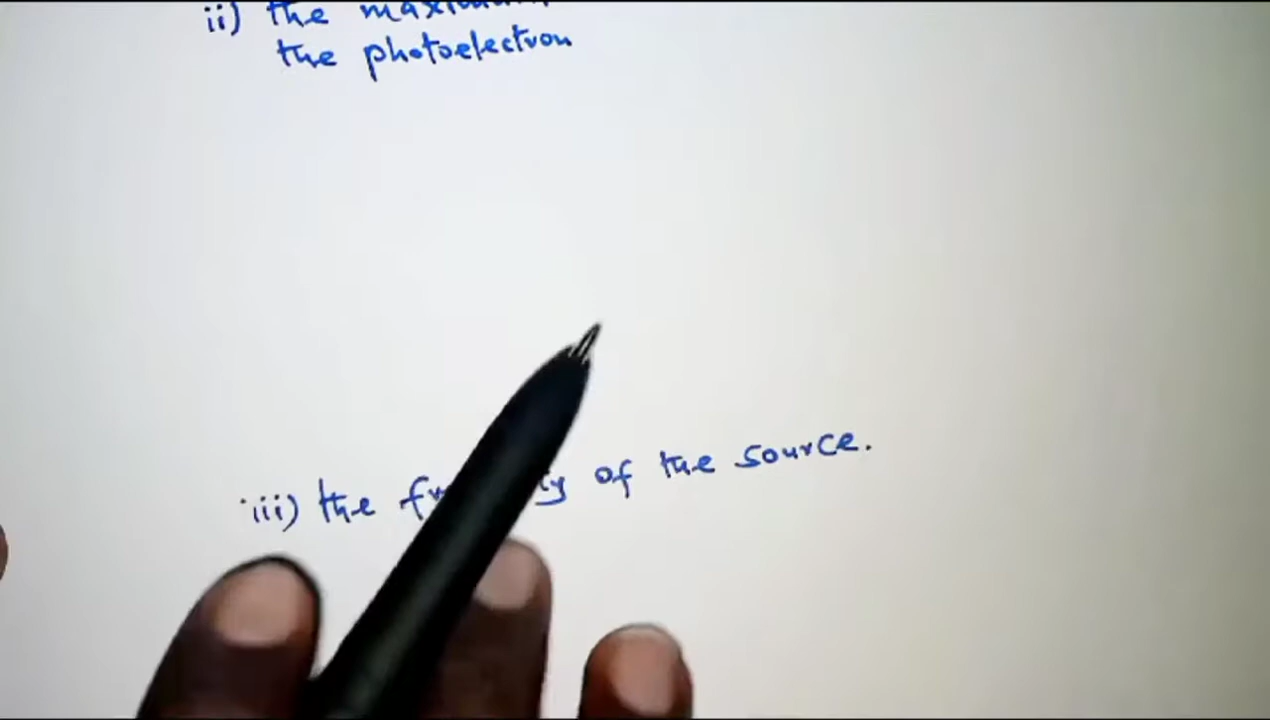 ii) the
the photoelectron
iii) the of the source.